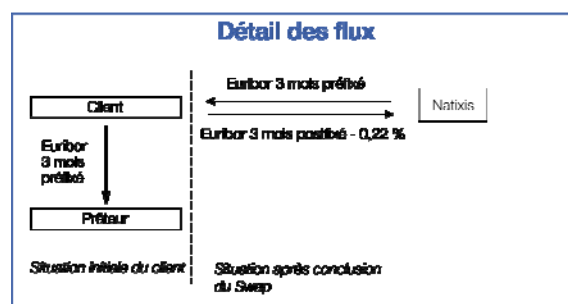 Détail des flux
Euribor 3 mois préfixé
Client
Natixis
Euribor 3 mois postfixé - 0,22 %
Euribor
3 mois
préfixé
Prêteur
Situation initiale du client
Situation après conclusion
du Swap